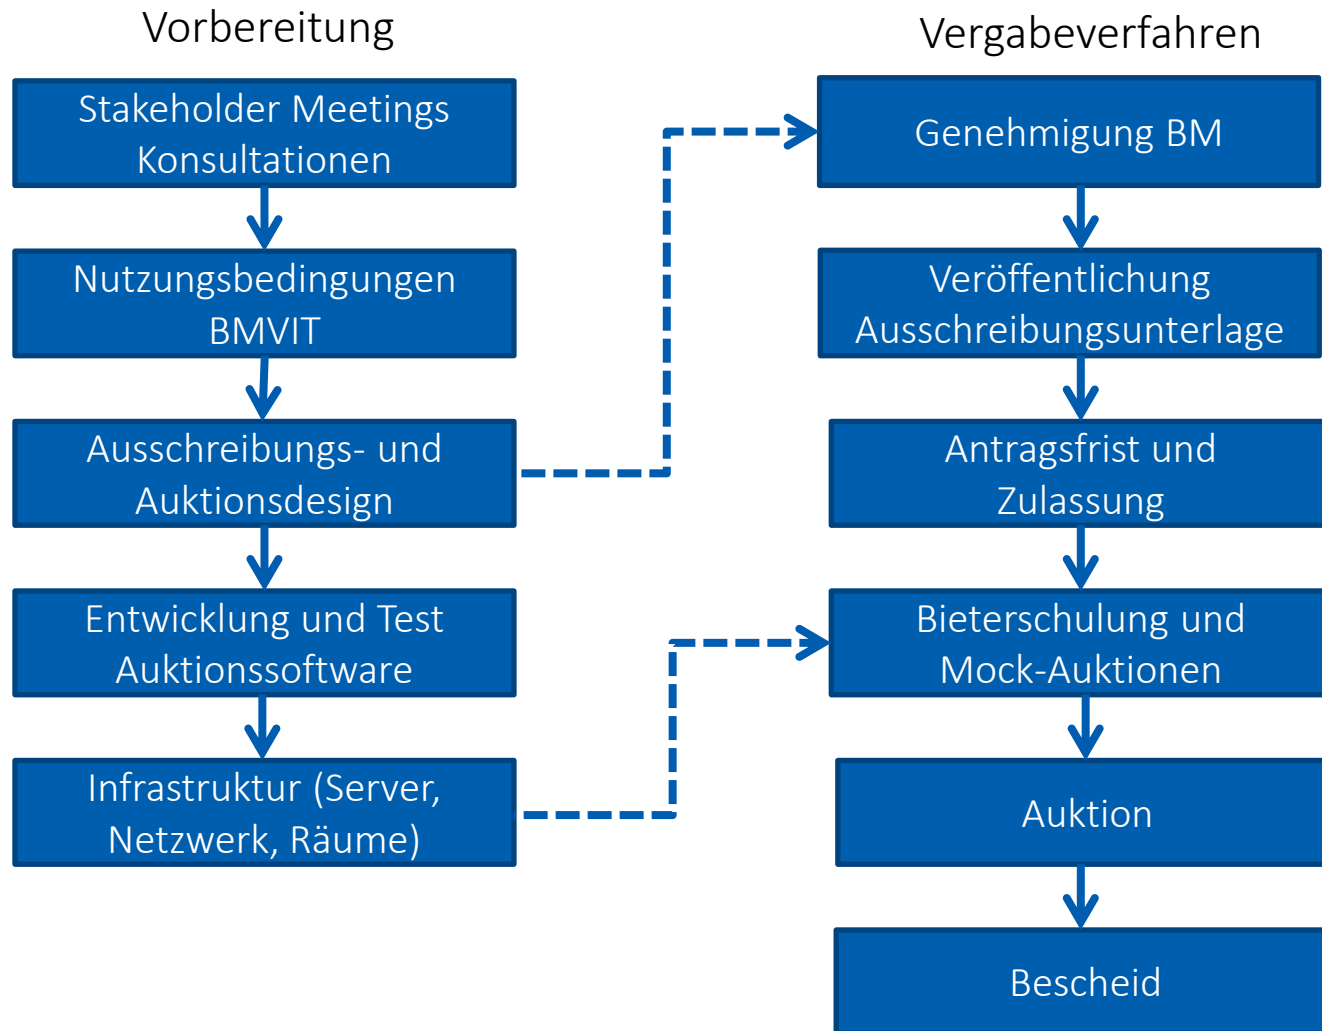 Vorbereitung
Stakeholder Meetings
Konsultationen
Nutzungsbedingungen
BMVIT
Ausschreibungs- und
Auktionsdesign
Entwicklung und Test
Auktionssoftware
Infrastruktur (Server,
Netzwerk, Räume)
Vergabeverfahren
Genehmigung BM
Veröffentlichung
Ausschreibungsunterlage
Antragsfrist und
Zulassung
Bieterschulung und
Mock-Auktionen
Auktion
Bescheid